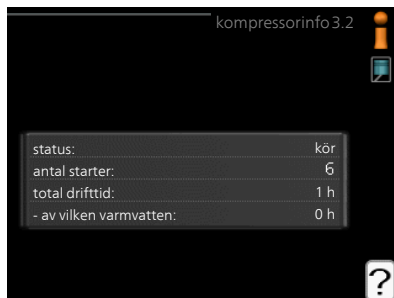 kompressorinfo 3.2
status: kör
antal starter: 6
total drifttid: 1 h
- av vilken varmvatten: 0 h
?